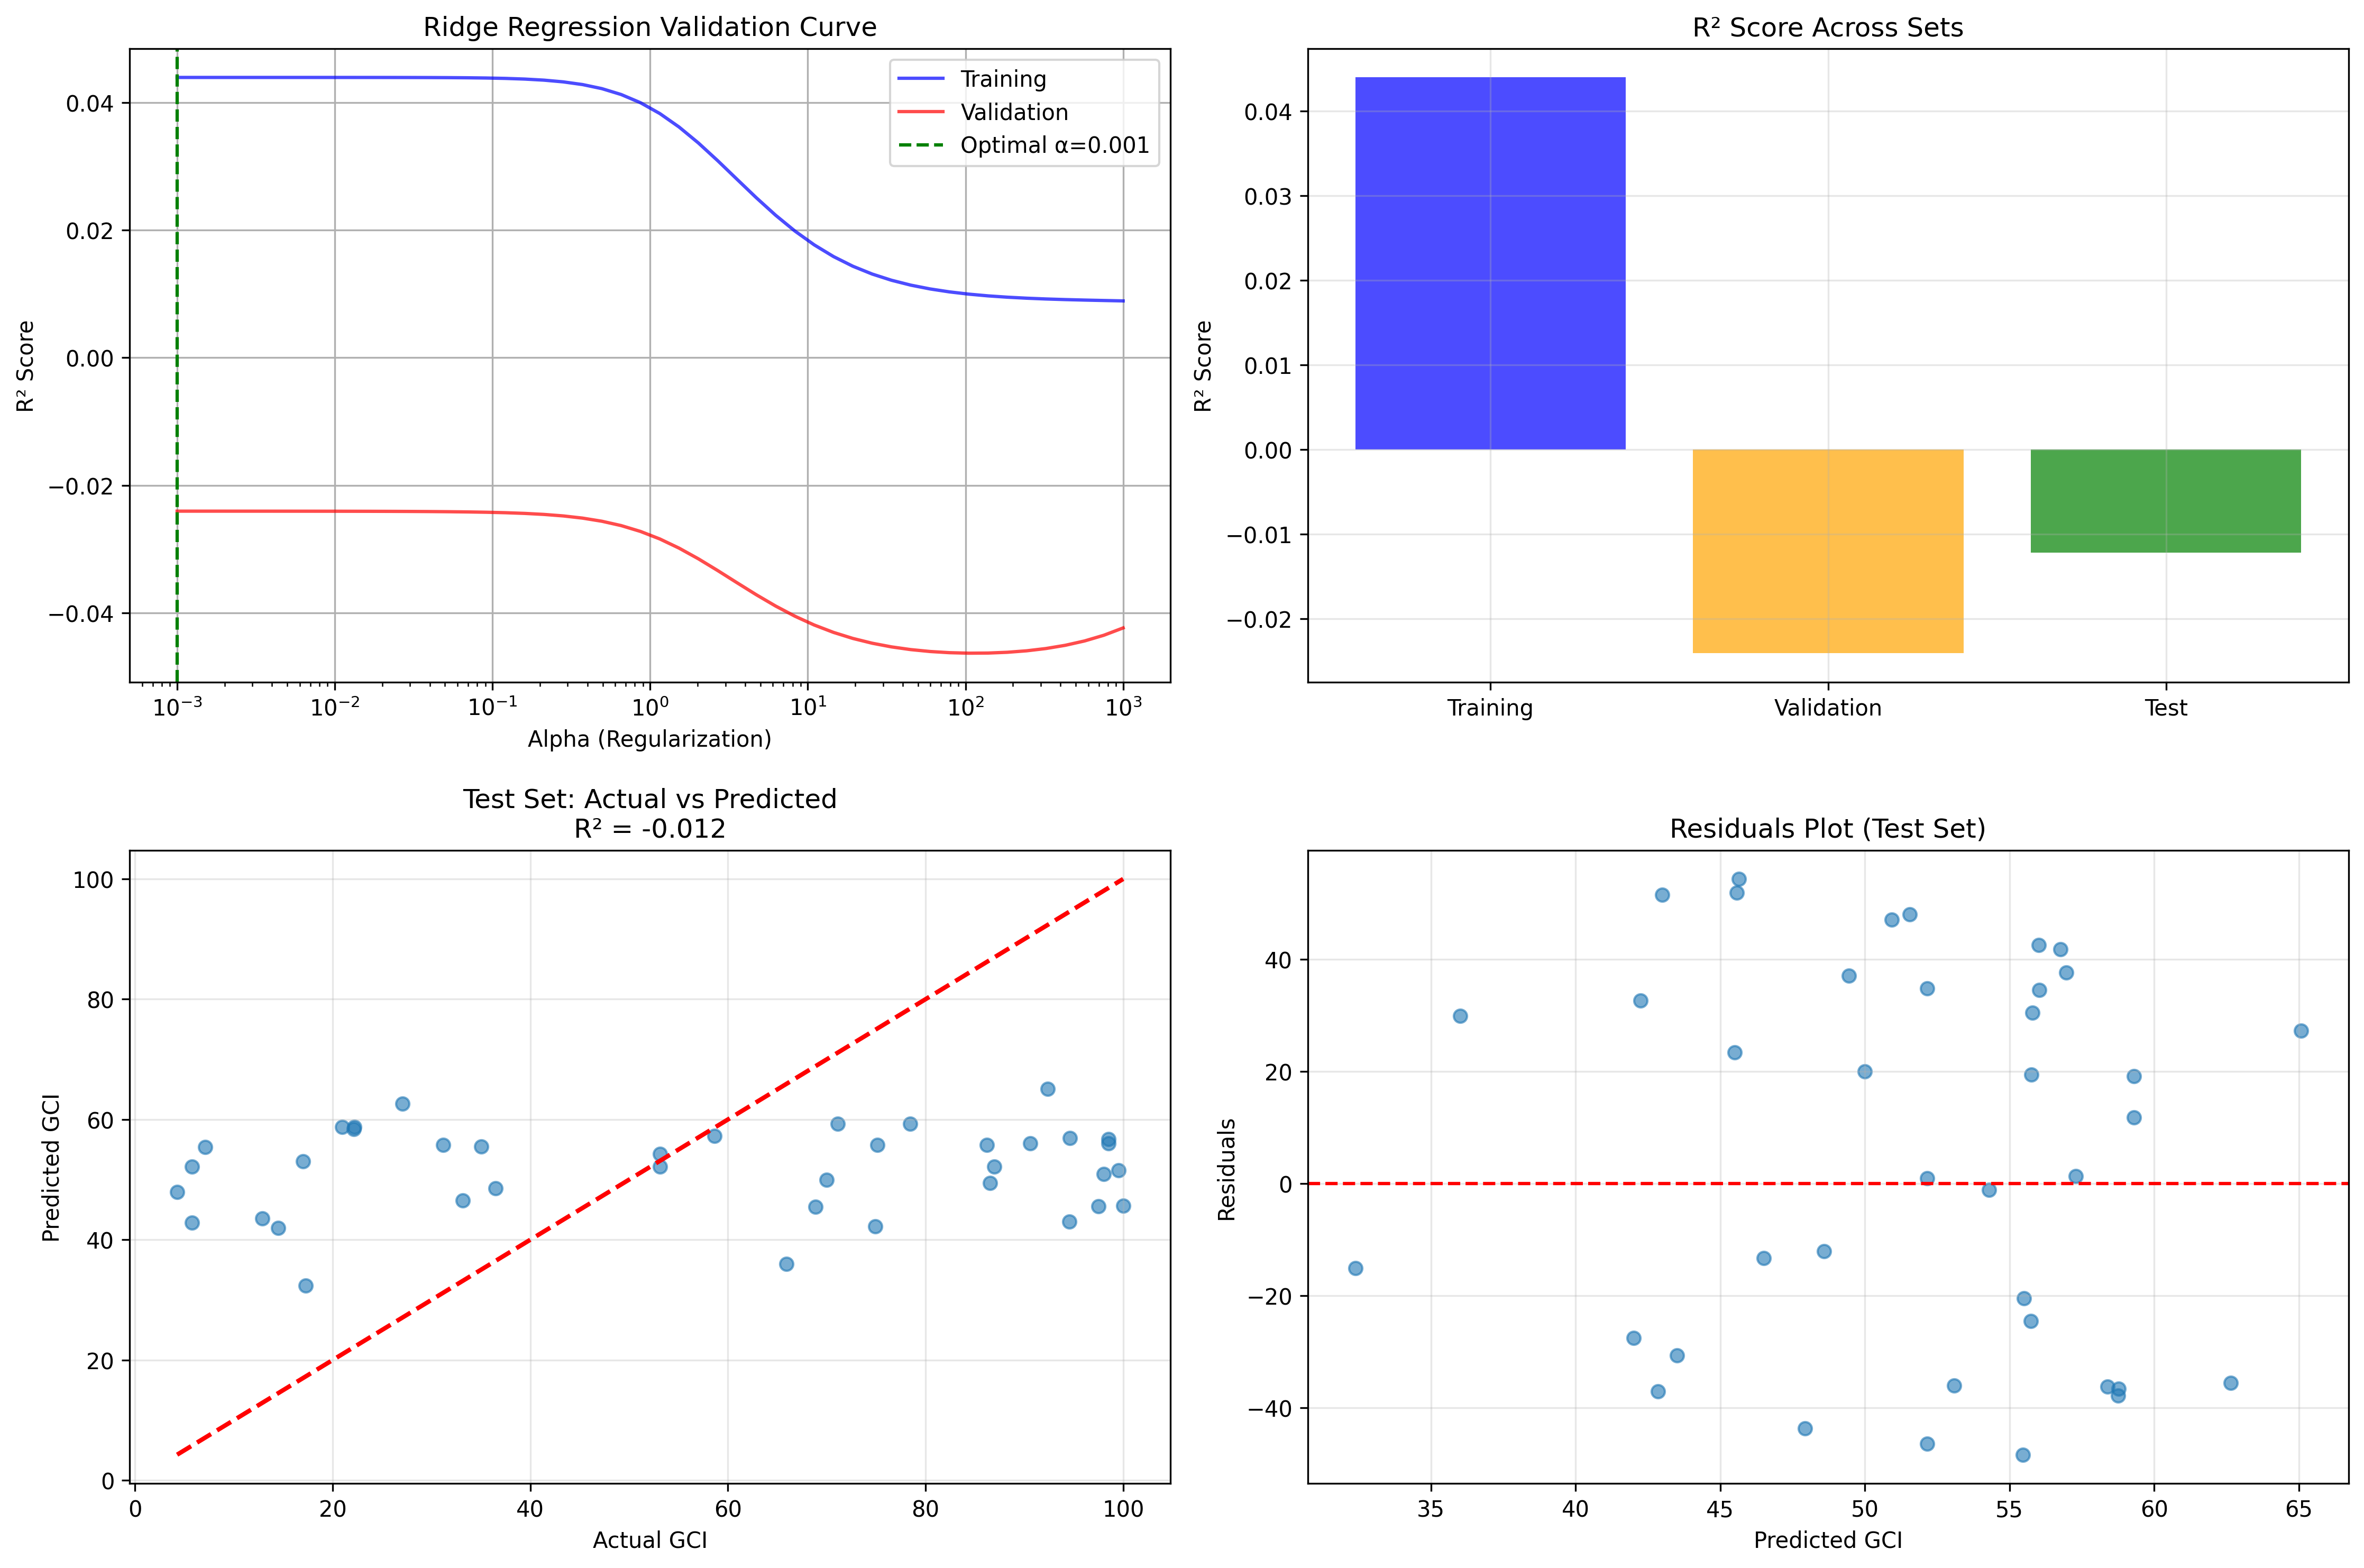 Ridge Regression Validation Curve
R² Score
0.04
0.02
0.00
−0.02
−0.04
Training
Validation
Optimal α=0.001
10⁻³ 10⁻² 10⁻¹ 10⁰ 10¹ 10² 10³
Alpha (Regularization)
R² Score Across Sets
R² Score
0.04
0.03
0.02
0.01
0.00
−0.01
−0.02
Training Validation Test
Test Set: Actual vs Predicted
R² = -0.012
Predicted GCI
100
80
60
40
20
0
0 20 40 60 80 100
Actual GCI
Residuals Plot (Test Set)
Residuals
40
20
0
−20
−40
35 40 45 50 55 60 65
Predicted GCI